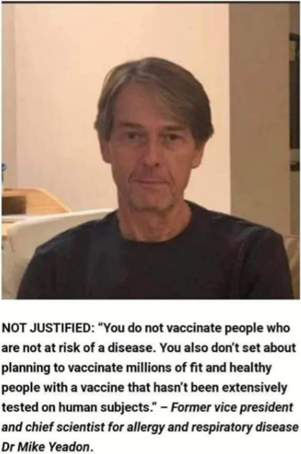 NOT JUSTIFIED: “You do not vaccinate people who
are not at risk of a disease. You also don’t set about
planning to vaccinate millions of fit and healthy
people with a vaccine that hasn’t been extensively
tested on human subjects.” – Former vice president
and chief scientist for allergy and respiratory disease
Dr Mike Yeadon.